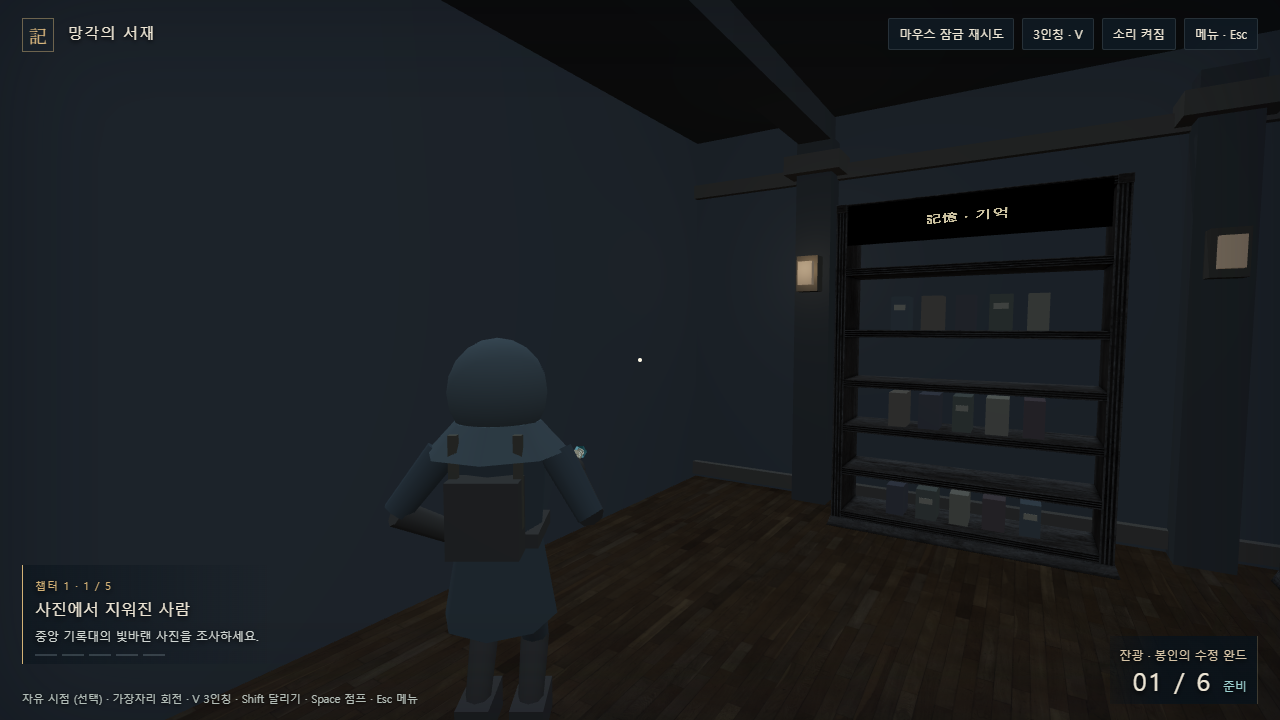 記 망각의 서재
마우스 잠금 재시도
3인칭 · V
소리 켜짐
메뉴 · Esc
記憶 · 기억
챕터 1 · 1 / 5
사진에서 지워진 사람
중앙 기록대의 빛바랜 사진을 조사하세요.
자유 시점 (선택) · 가장자리 회전 · V 3인칭 · Shift 달리기 · Space 점프 · Esc 메뉴
잔광 · 봉인의 수정 완드
01 / 6 준비